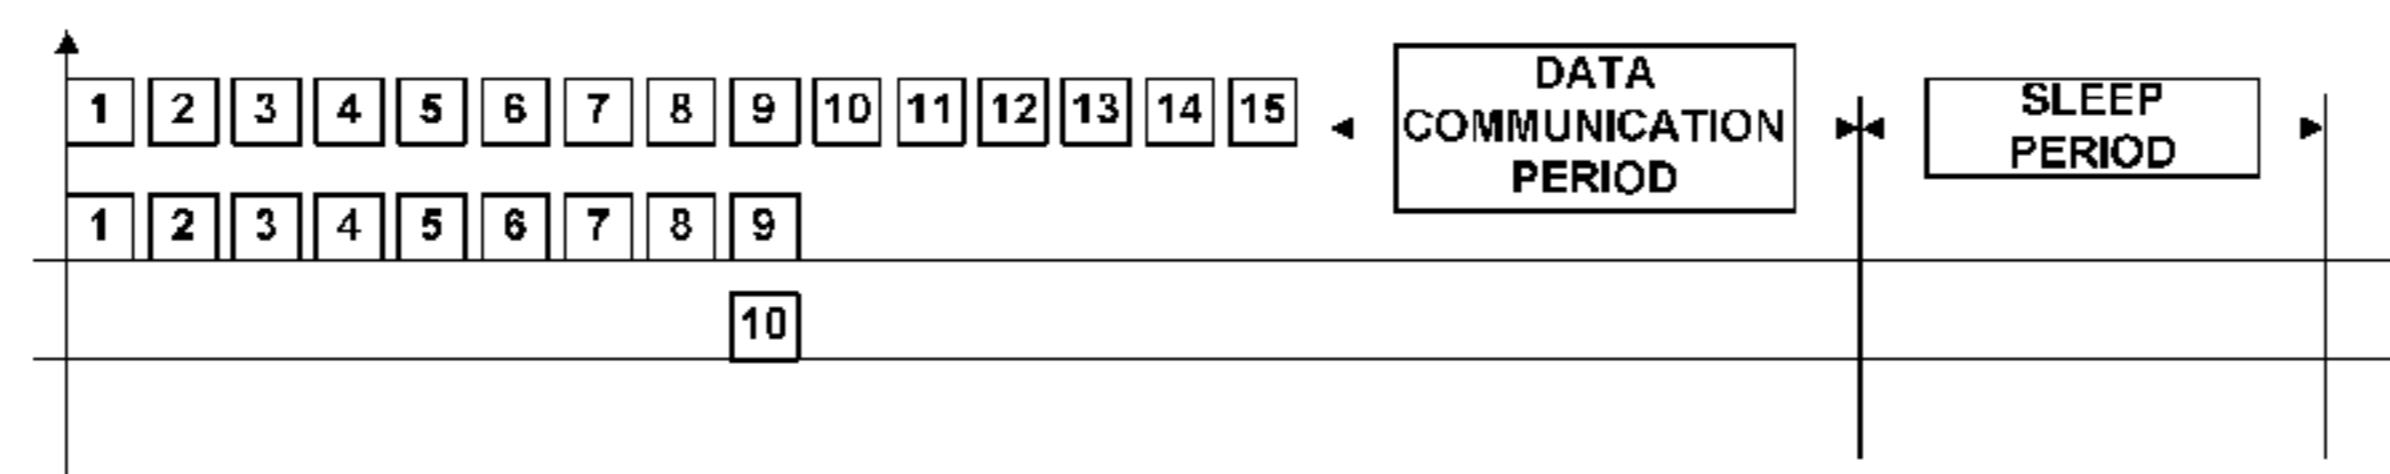 1 2 3 4 5 6 7 8 9 10 11 12 13 14 15
DATA
COMMUNICATION
PERIOD
SLEEP
PERIOD
1 2 3 4 5 6 7 8 9
10